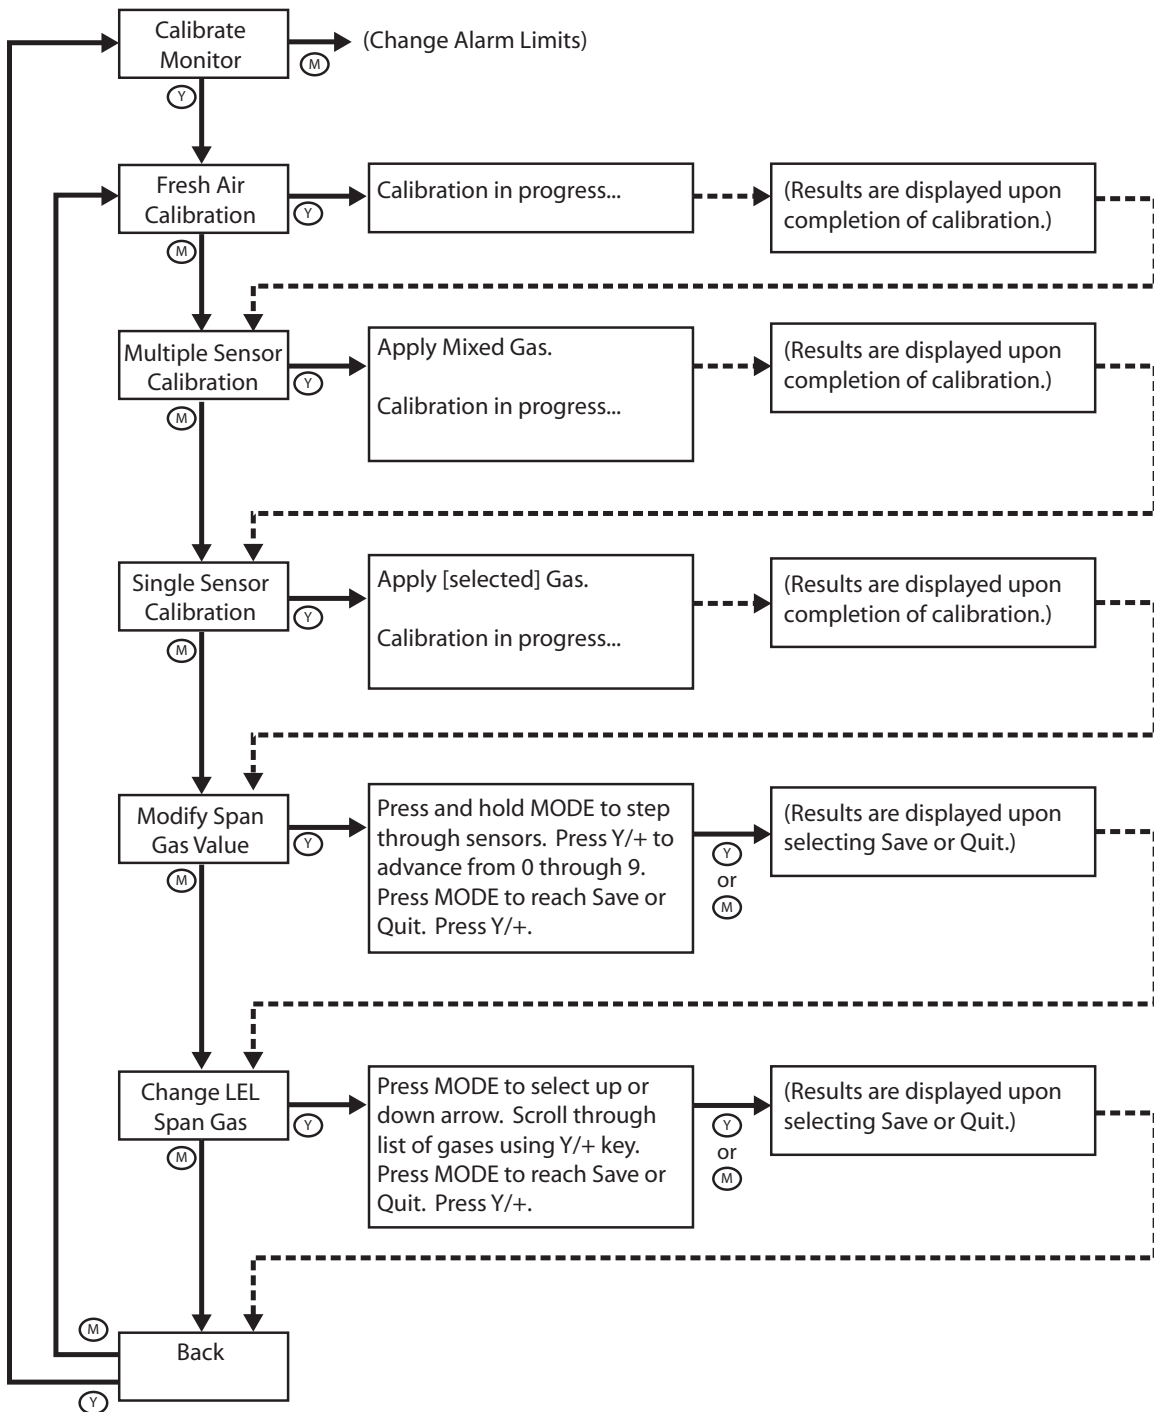 Calibrate
Monitor
(Change Alarm Limits)
M
Y
Fresh Air
Calibration
Y
Calibration in progress...
(Results are displayed upon
completion of calibration.)
M
Multiple Sensor
Calibration
Y
Apply Mixed Gas.
Calibration in progress...
(Results are displayed upon
completion of calibration.)
M
Single Sensor
Calibration
Y
Apply [selected] Gas.
Calibration in progress...
(Results are displayed upon
completion of calibration.)
M
Modify Span
Gas Value
Y
Press and hold MODE to step
through sensors. Press Y/+ to
advance from 0 through 9.
Press MODE to reach Save or
Quit. Press Y/+.
Y
or
M
(Results are displayed upon
selecting Save or Quit.)
M
Change LEL
Span Gas
Y
Press MODE to select up or
down arrow. Scroll through
list of gases using Y/+ key.
Press MODE to reach Save or
Quit. Press Y/+.
Y
or
M
(Results are displayed upon
selecting Save or Quit.)
M
M
Back
Y